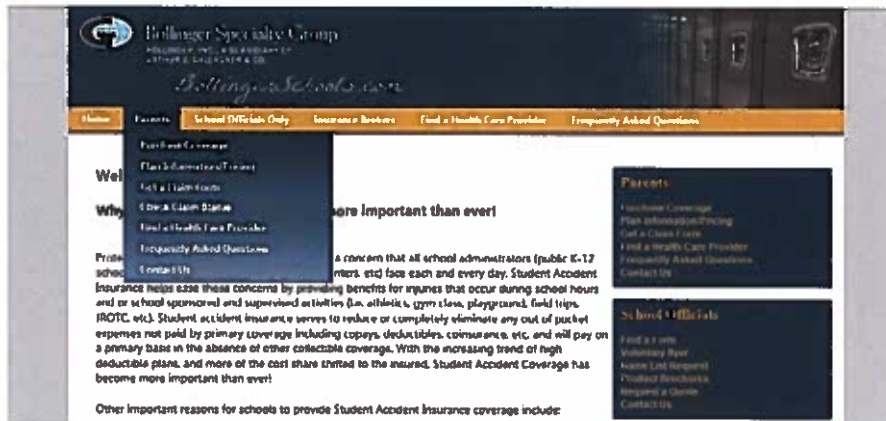 Bollinger Specialty Group
BOLLINGER, INC., A SUBSIDIARY OF
ARTHUR J. GALLAGHER & CO.
BollingerSchools.com
Home Parents School Officials Only Insurance Brokers Find a Health Care Provider Frequently Asked Questions
Purchase Coverage
Plan Information/Pricing
Get a Claim Form
Check Claim Status
Find a Health Care Provider
Frequently Asked Questions
Contact Us
Wel
Why ore important than ever!
Prote a concern that all school administrators (public K-12
schoo nters, etc) face each and every day. Student Accident
Insurance helps ease these concerns by providing benefits for injuries that occur during school hours
and or school sponsored and supervised activities (i.e. athletics, gym class, playground, field trips,
JROTC, etc). Student accident insurance serves to reduce or completely eliminate any out of pocket
expenses not paid by primary coverage including copays, deductibles, coinsurance, etc, and will pay on
a primary basis in the absence of other collectible coverage. With the increasing trend of high
deductible plans, and more of the cost share shifted to the insured, Student Accident Coverage has
become more important than ever!
Other important reasons for schools to provide Student Accident Insurance coverage include:
Parents
Purchase Coverage
Plan Information/Pricing
Get a Claim Form
Find a Health Care Provider
Frequently Asked Questions
Contact Us
School Officials
Find a Form
Voluntary flyer
Name List Request
Product Brochures
Request a Quote
Contact Us